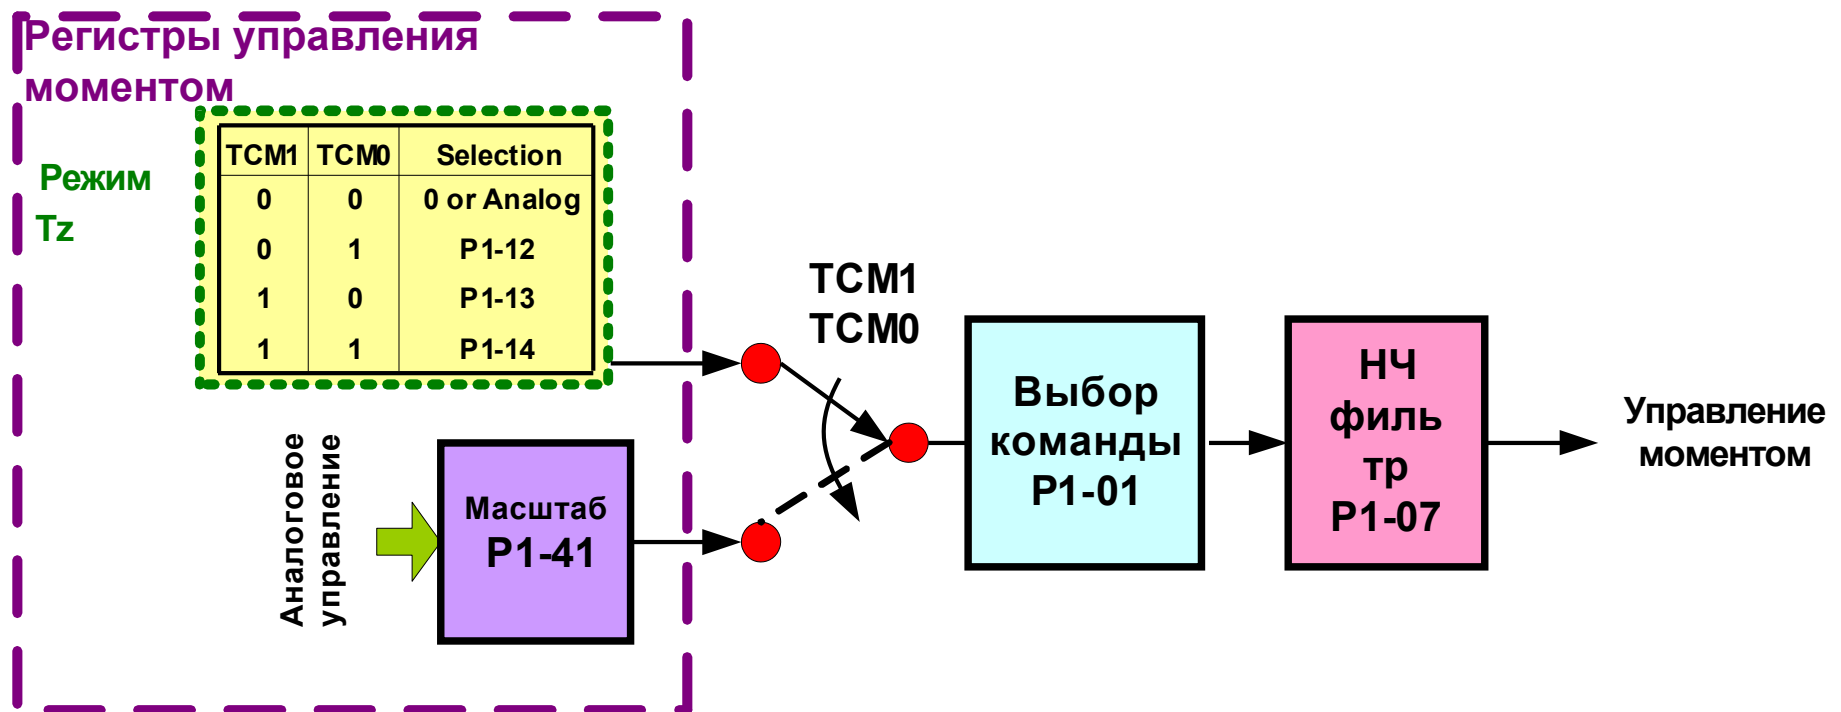 Регистры управления
моментом
Режим
Tz
TCM1 TCM0 Selection
0 0 0 or Analog
0 1 P1-12
1 0 P1-13
1 1 P1-14
Аналоговое
управление
Масштаб
P1-41
TCM1
TCM0
Выбор
команды
P1-01
НЧ
филь
тр
P1-07
Управление
моментом